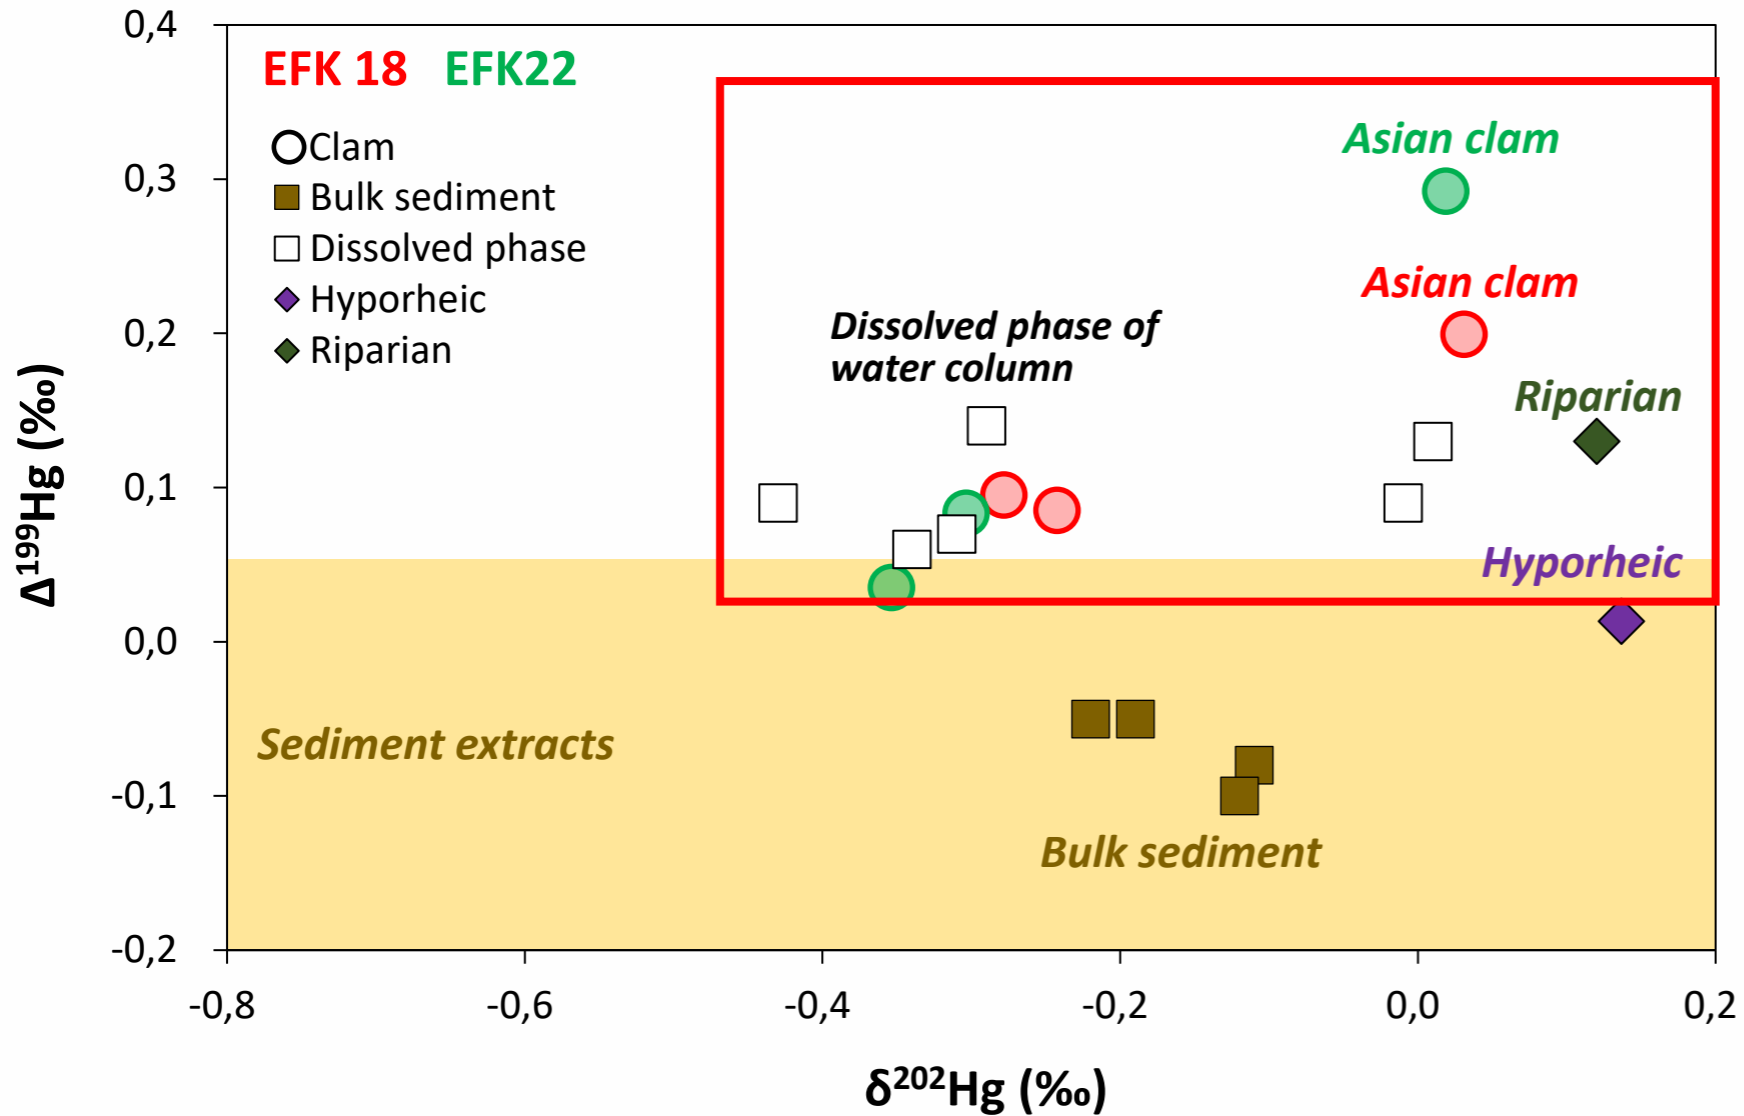 EFK 18 EFK22
Clam
Bulk sediment
Dissolved phase
Hyporheic
Riparian
Asian clam
Asian clam
Dissolved phase of
water column
Riparian
Hyporheic
Sediment extracts
Bulk sediment
0,4
0,3
0,2
0,1
0,0
-0,1
-0,2
Δ¹⁹⁹Hg (‰)
-0,8 -0,6 -0,4 -0,2 0,0 0,2
δ²⁰²Hg (‰)